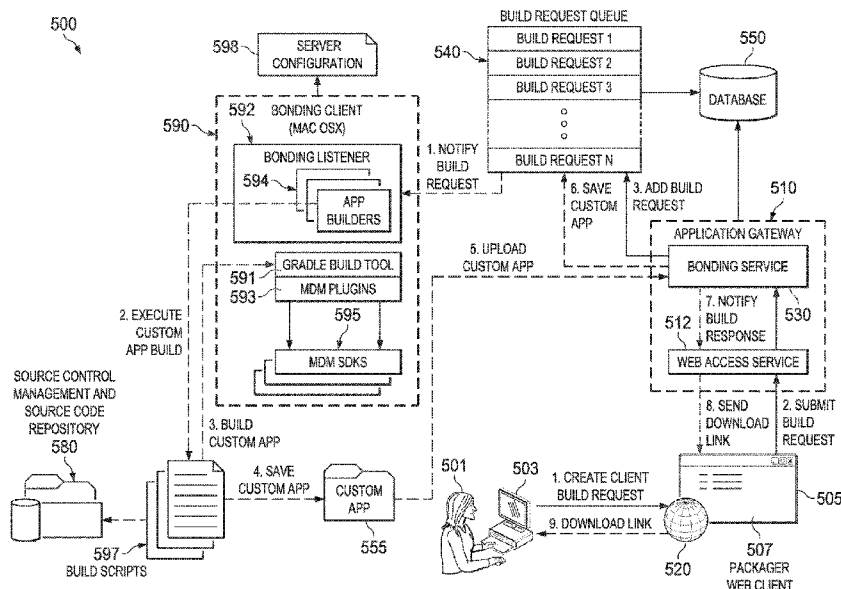 500
598
SERVER
CONFIGURATION
BUILD REQUEST QUEUE
540
BUILD REQUEST 1
BUILD REQUEST 2
BUILD REQUEST 3
BUILD REQUEST N
550
DATABASE
590
592
BONDING CLIENT
(MAC OSX)
BONDING LISTENER
594
APP
BUILDERS
1. NOTIFY
BUILD
REQUEST
6. SAVE
CUSTOM
APP
3. ADD BUILD
REQUEST
510
APPLICATION GATEWAY
BONDING SERVICE
530
591
GRADLE BUILD TOOL
593
MDM PLUGINS
595
MDM SDKS
5. UPLOAD
CUSTOM APP
7. NOTIFY
BUILD
RESPONSE
512
WEB ACCESS SERVICE
2. EXECUTE
CUSTOM
APP BUILD
SOURCE CONTROL
MANAGEMENT AND
SOURCE CODE
REPOSITORY
580
3. BUILD
CUSTOM APP
4. SAVE
CUSTOM APP
CUSTOM
APP
555
597
BUILD SCRIPTS
8. SEND
DOWNLOAD
LINK
2. SUBMIT
BUILD
REQUEST
501
503
1. CREATE CLIENT
BUILD REQUEST
9. DOWNLOAD LINK
505
520
507
PACKAGER
WEB CLIENT